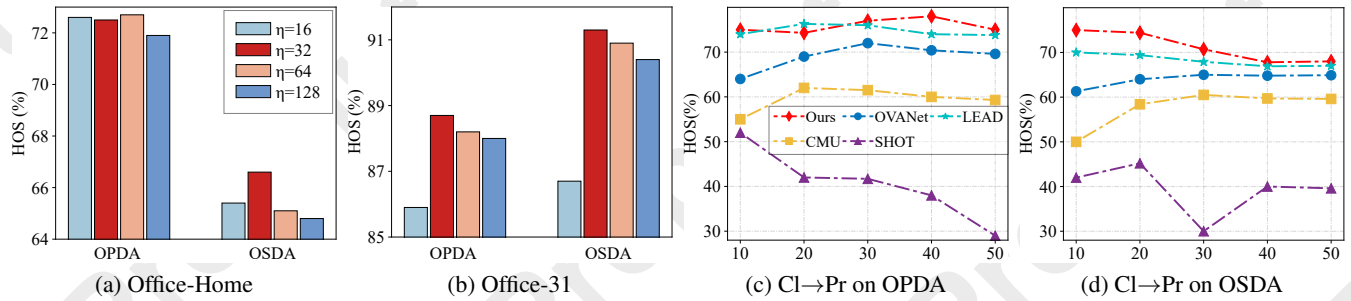 HOS (%)
72
70
68
66
64
η=16
η=32
η=64
η=128
OPDA
OSDA
(a) Office-Home
HOS (%)
91
89
87
85
OPDA
OSDA
(b) Office-31
HOS(%)
70
60
50
40
30
Ours
OVANet
LEAD
CMU
SHOT
10 20 30 40 50
(c) Cl→Pr on OPDA
HOS(%)
80
70
60
50
40
30
10 20 30 40 50
(d) Cl→Pr on OSDA